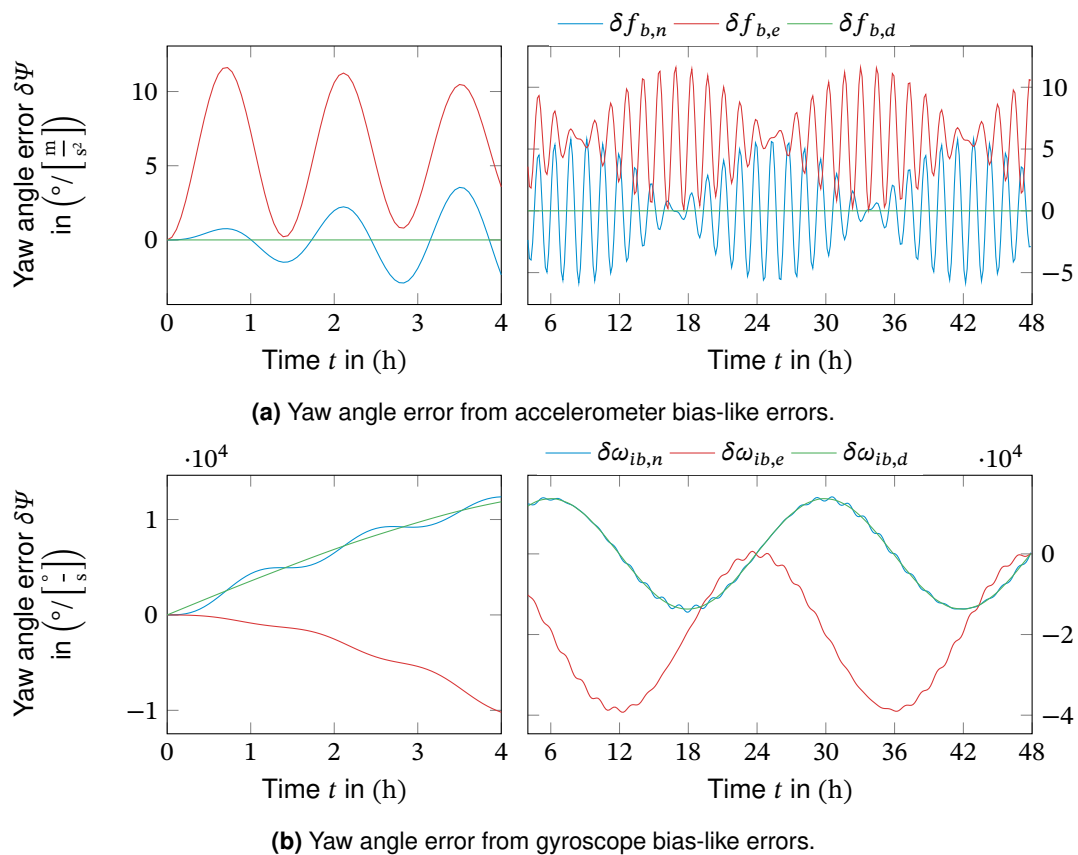 δf_{b,n} δf_{b,e} δf_{b,d}
Yaw angle error δΨ
in (°/[m/s²])
10
5
0
10
5
0
−5
0 1 2 3 4
6 12 18 24 30 36 42 48
Time t in (h)
Time t in (h)
(a) Yaw angle error from accelerometer bias-like errors.
·10⁴
δω_{ib,n} δω_{ib,e} δω_{ib,d}
·10⁴
Yaw angle error δΨ
in (°/[°/s])
1
0
−1
0
−2
−4
0 1 2 3 4
6 12 18 24 30 36 42 48
Time t in (h)
Time t in (h)
(b) Yaw angle error from gyroscope bias-like errors.